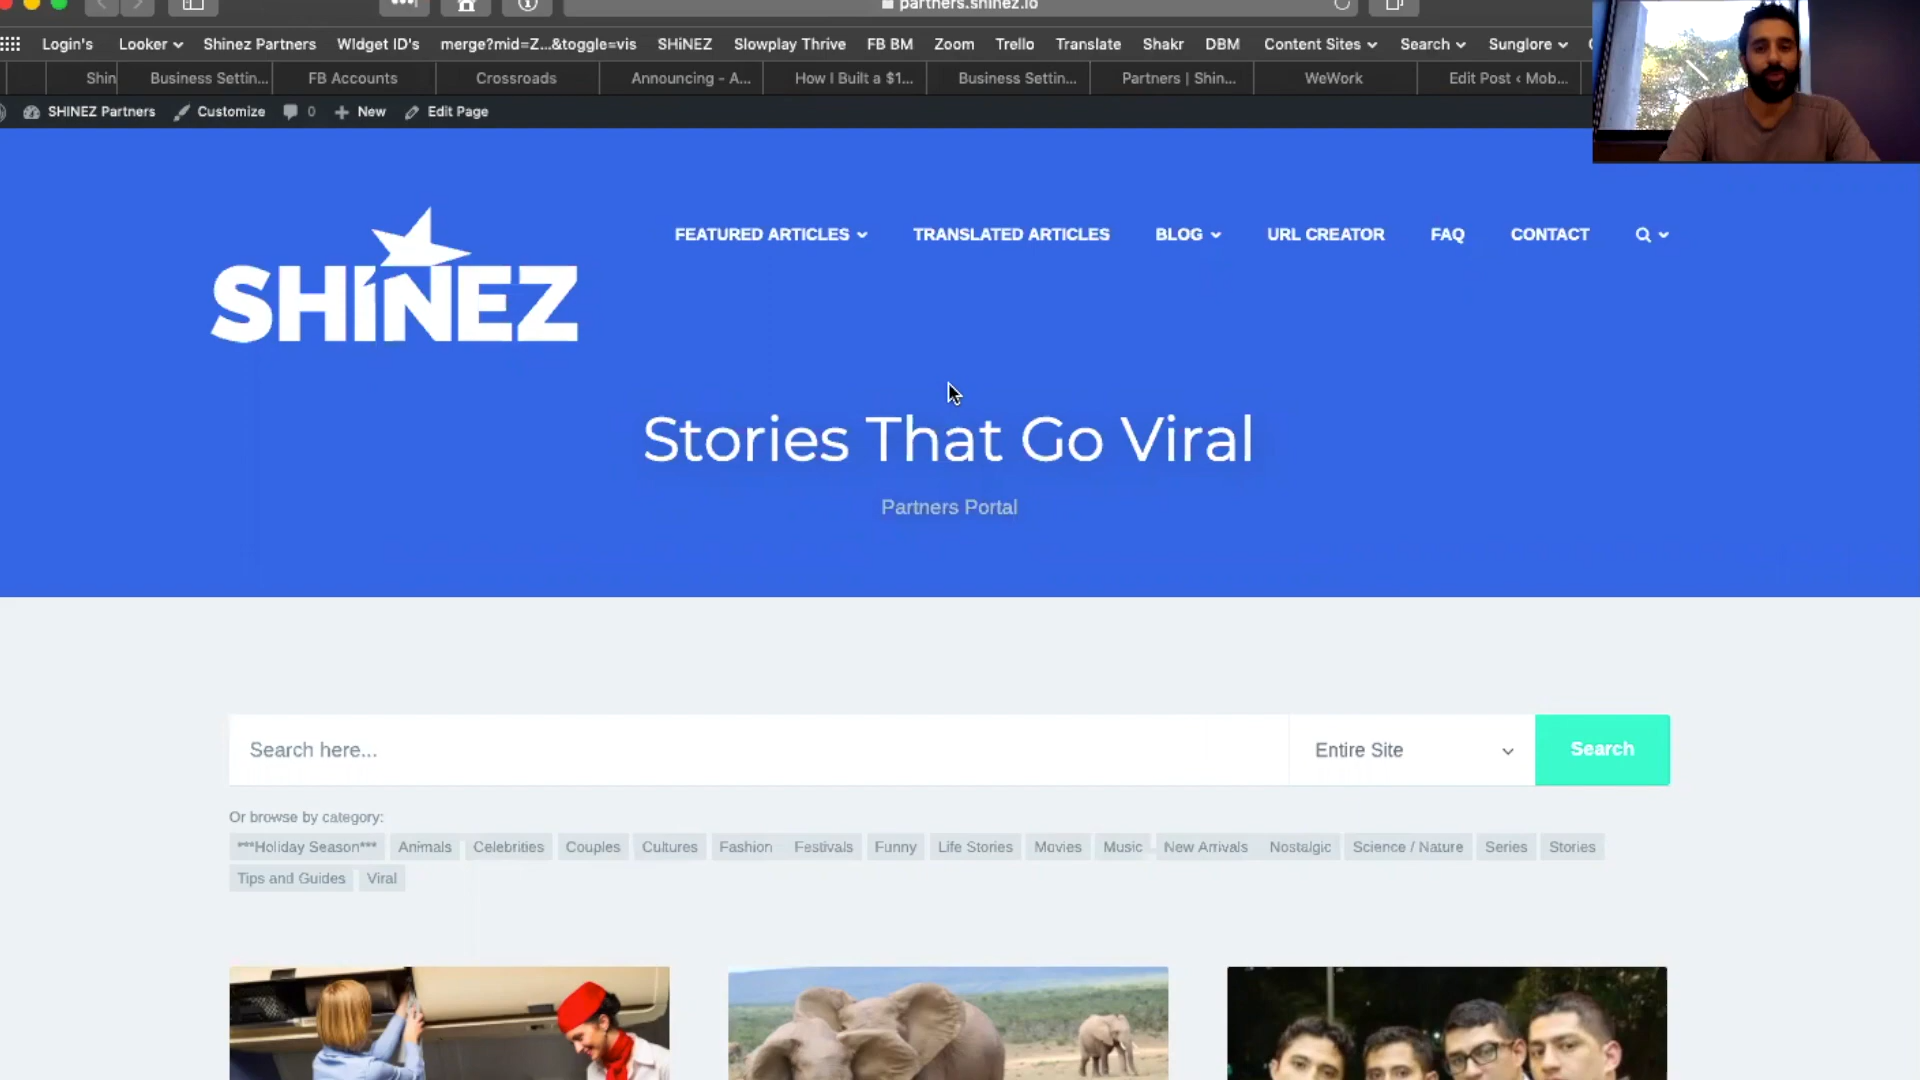 partners.shinez.io
Login's Looker Shinez Partners WIdget ID's merge?mid=Z...&toggle=vis SHiNEZ Slowplay Thrive FB BM Zoom Trello Translate Shakr DBM Content Sites Search Sunglore
Shin Business Settin... FB Accounts Crossroads Announcing - A... How I Built a $1... Business Settin... Partners | Shin... WeWork Edit Post ‹ Mob...
SHINEZ Partners Customize 0 New Edit Page
FEATURED ARTICLES TRANSLATED ARTICLES BLOG URL CREATOR FAQ CONTACT
SHINEZ
Stories That Go Viral
Partners Portal
Search here... Entire Site Search
Or browse by category:
***Holiday Season*** Animals Celebrities Couples Cultures Fashion Festivals Funny Life Stories Movies Music New Arrivals Nostalgic Science / Nature Series Stories
Tips and Guides Viral